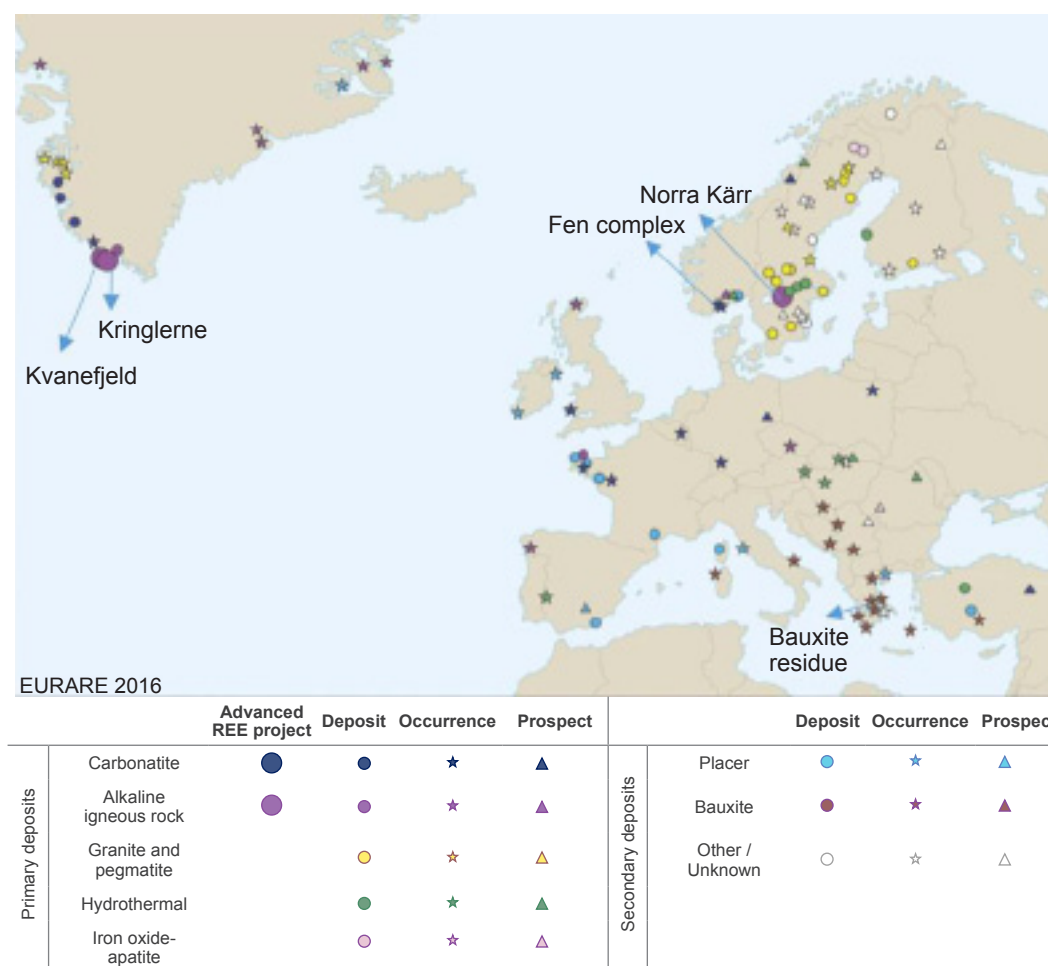 Norra Kärr
Fen complex
Kringlerne
Kvanefjeld
Bauxite
residue
EURARE 2016
Advanced
REE project
Deposit
Occurrence
Prospect
Deposit
Occurrence
Prospec
Primary deposits
Carbonatite
Alkaline
igneous rock
Granite and
pegmatite
Hydrothermal
Iron oxide-
apatite
Secondary deposits
Placer
Bauxite
Other /
Unknown